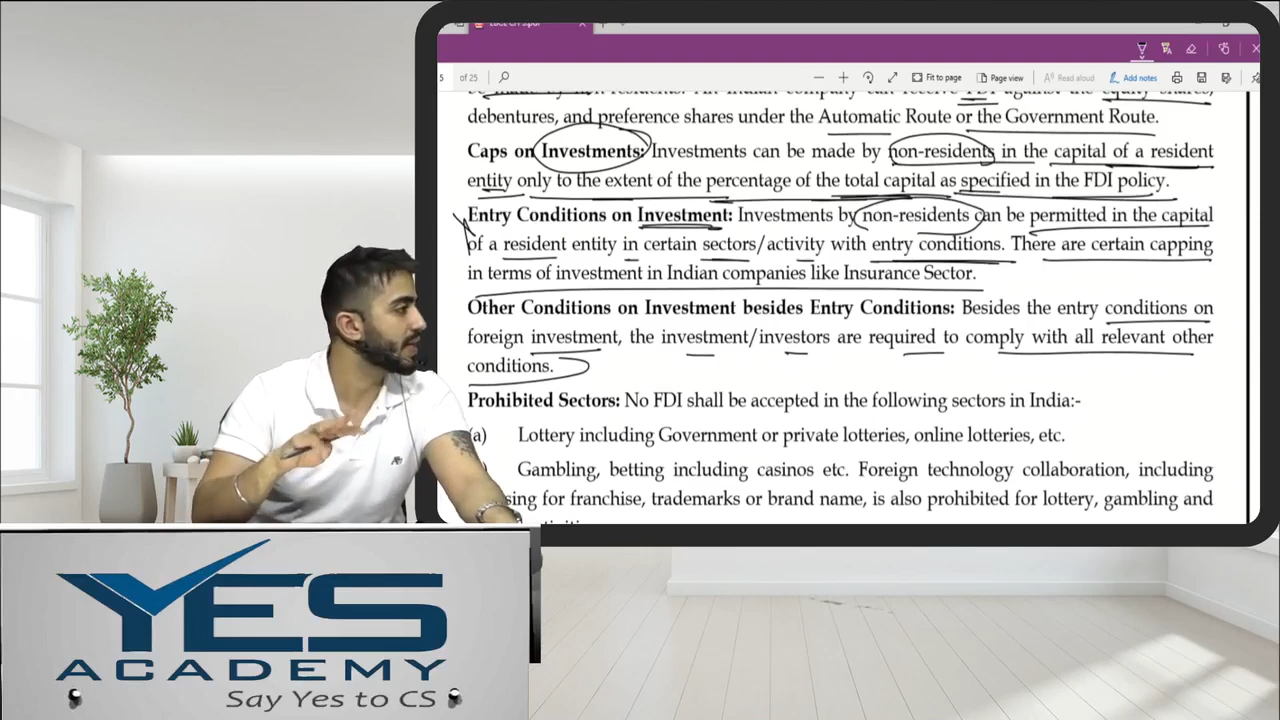 5 of 25
Fit to page
Page view
Read aloud
Add notes
debentures, and preference shares under the Automatic Route or the Government Route.
Caps on Investments: Investments can be made by non-residents in the capital of a resident
entity only to the extent of the percentage of the total capital as specified in the FDI policy.
Entry Conditions on Investment: Investments by non-residents can be permitted in the capital
of a resident entity in certain sectors/activity with entry conditions. There are certain capping
in terms of investment in Indian companies like Insurance Sector.
Other Conditions on Investment besides Entry Conditions: Besides the entry conditions on
foreign investment, the investment/investors are required to comply with all relevant other
conditions.
Prohibited Sectors: No FDI shall be accepted in the following sectors in India:-
(a) Lottery including Government or private lotteries, online lotteries, etc.
Gambling, betting including casinos etc. Foreign technology collaboration, including
for franchise, trademarks or brand name, is also prohibited for lottery, gambling and
YES
ACADEMY
Say Yes to CS